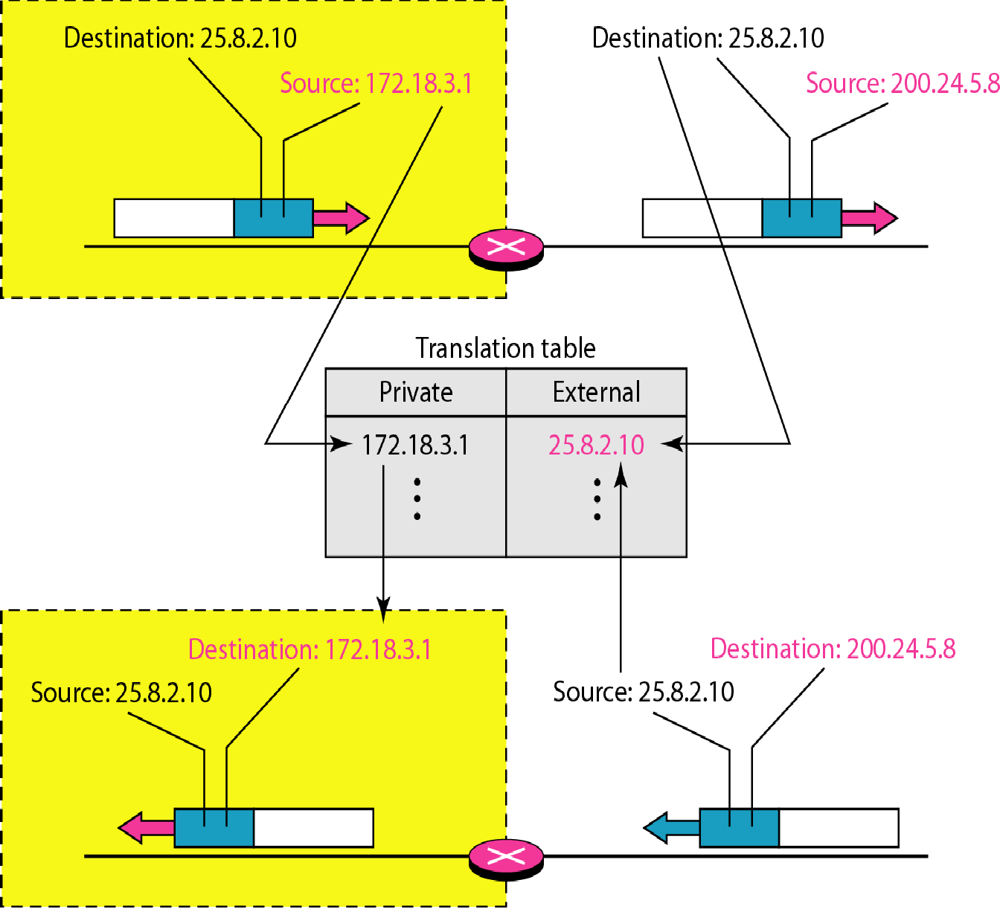 Destination: 25.8.2.10
Source: 172.18.3.1
Destination: 25.8.2.10
Source: 200.24.5.8
Translation table
Private External
172.18.3.1 25.8.2.10
Destination: 172.18.3.1
Source: 25.8.2.10
Destination: 200.24.5.8
Source: 25.8.2.10